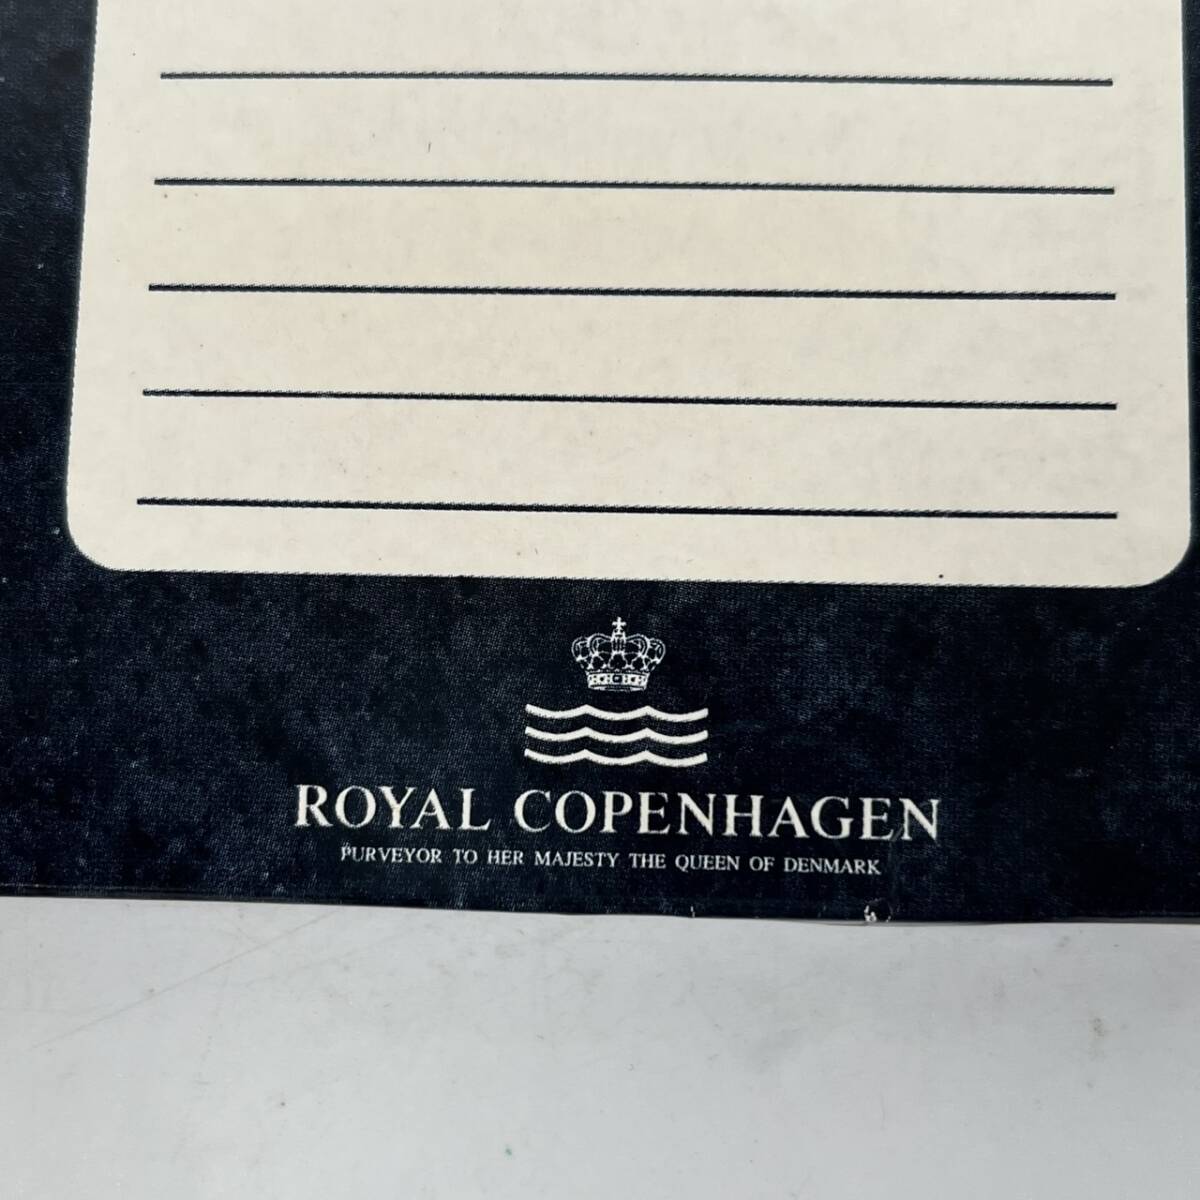 ROYAL COPENHAGEN
PURVEYOR TO HER MAJESTY THE QUEEN OF DENMARK